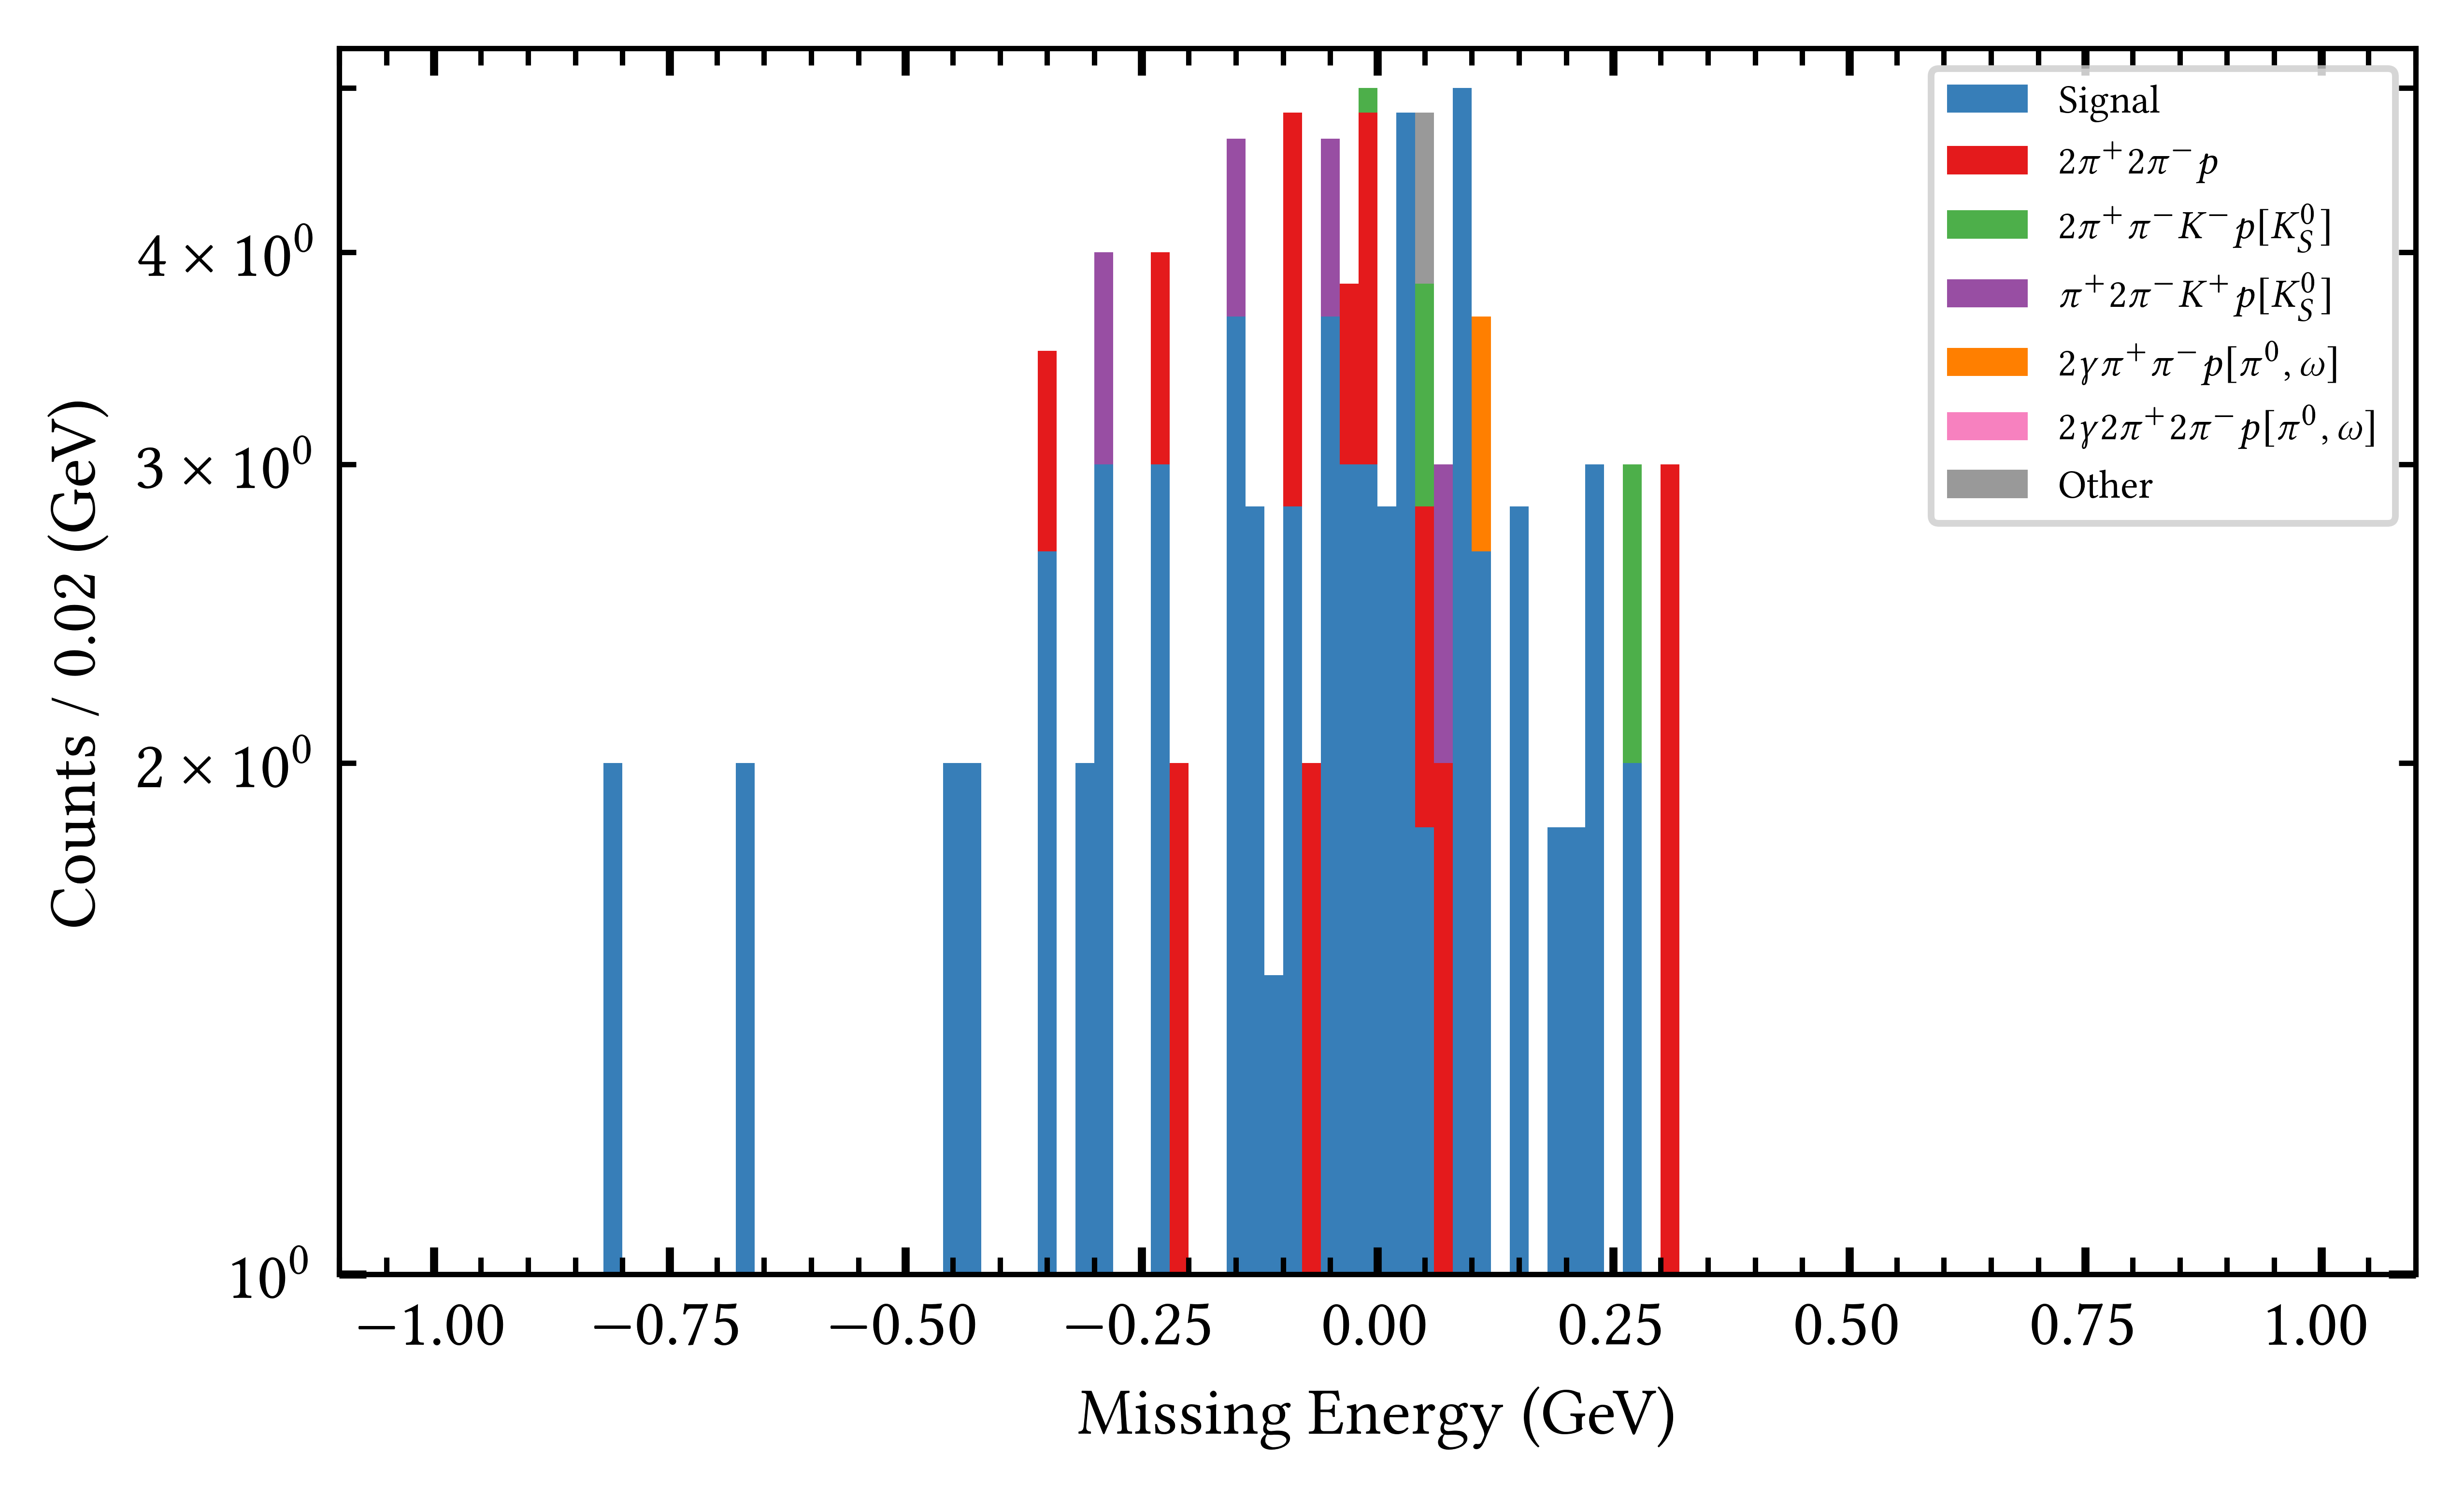 Counts / 0.02 (GeV)
4 × 10⁰
3 × 10⁰
2 × 10⁰
10⁰
−1.00 −0.75 −0.50 −0.25 0.00 0.25 0.50 0.75 1.00
Missing Energy (GeV)
Signal
2π⁺2π⁻p
2π⁺π⁻K⁻p[K_S⁰]
π⁺2π⁻K⁺p[K_S⁰]
2γπ⁺π⁻p[π⁰, ω]
2γ2π⁺2π⁻p[π⁰, ω]
Other